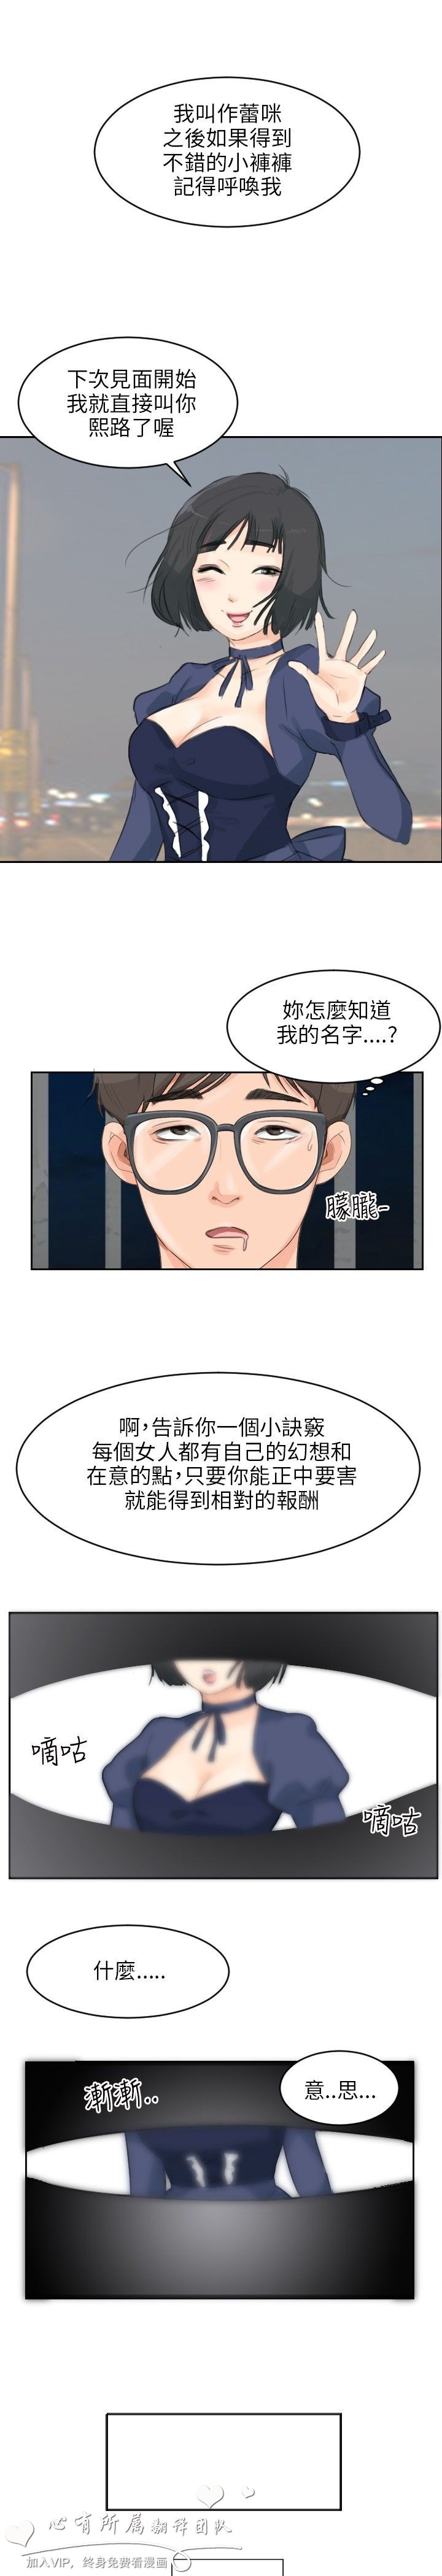 我叫作蕾咪
之後如果得到
不錯的小褲褲
記得呼喚我
下次見面開始
我就直接叫你
熙路了喔
妳怎麼知道
我的名字....?
朦朧~
啊,告訴你一個小訣竅
每個女人都有自己的幻想和
在意的點,只要你能正中要害
就能得到相對的報酬
嘀咕
嘀咕
什麼.....
漸漸..
意..思...
心有所属翻译团队
加入VIP，终身免费看漫画